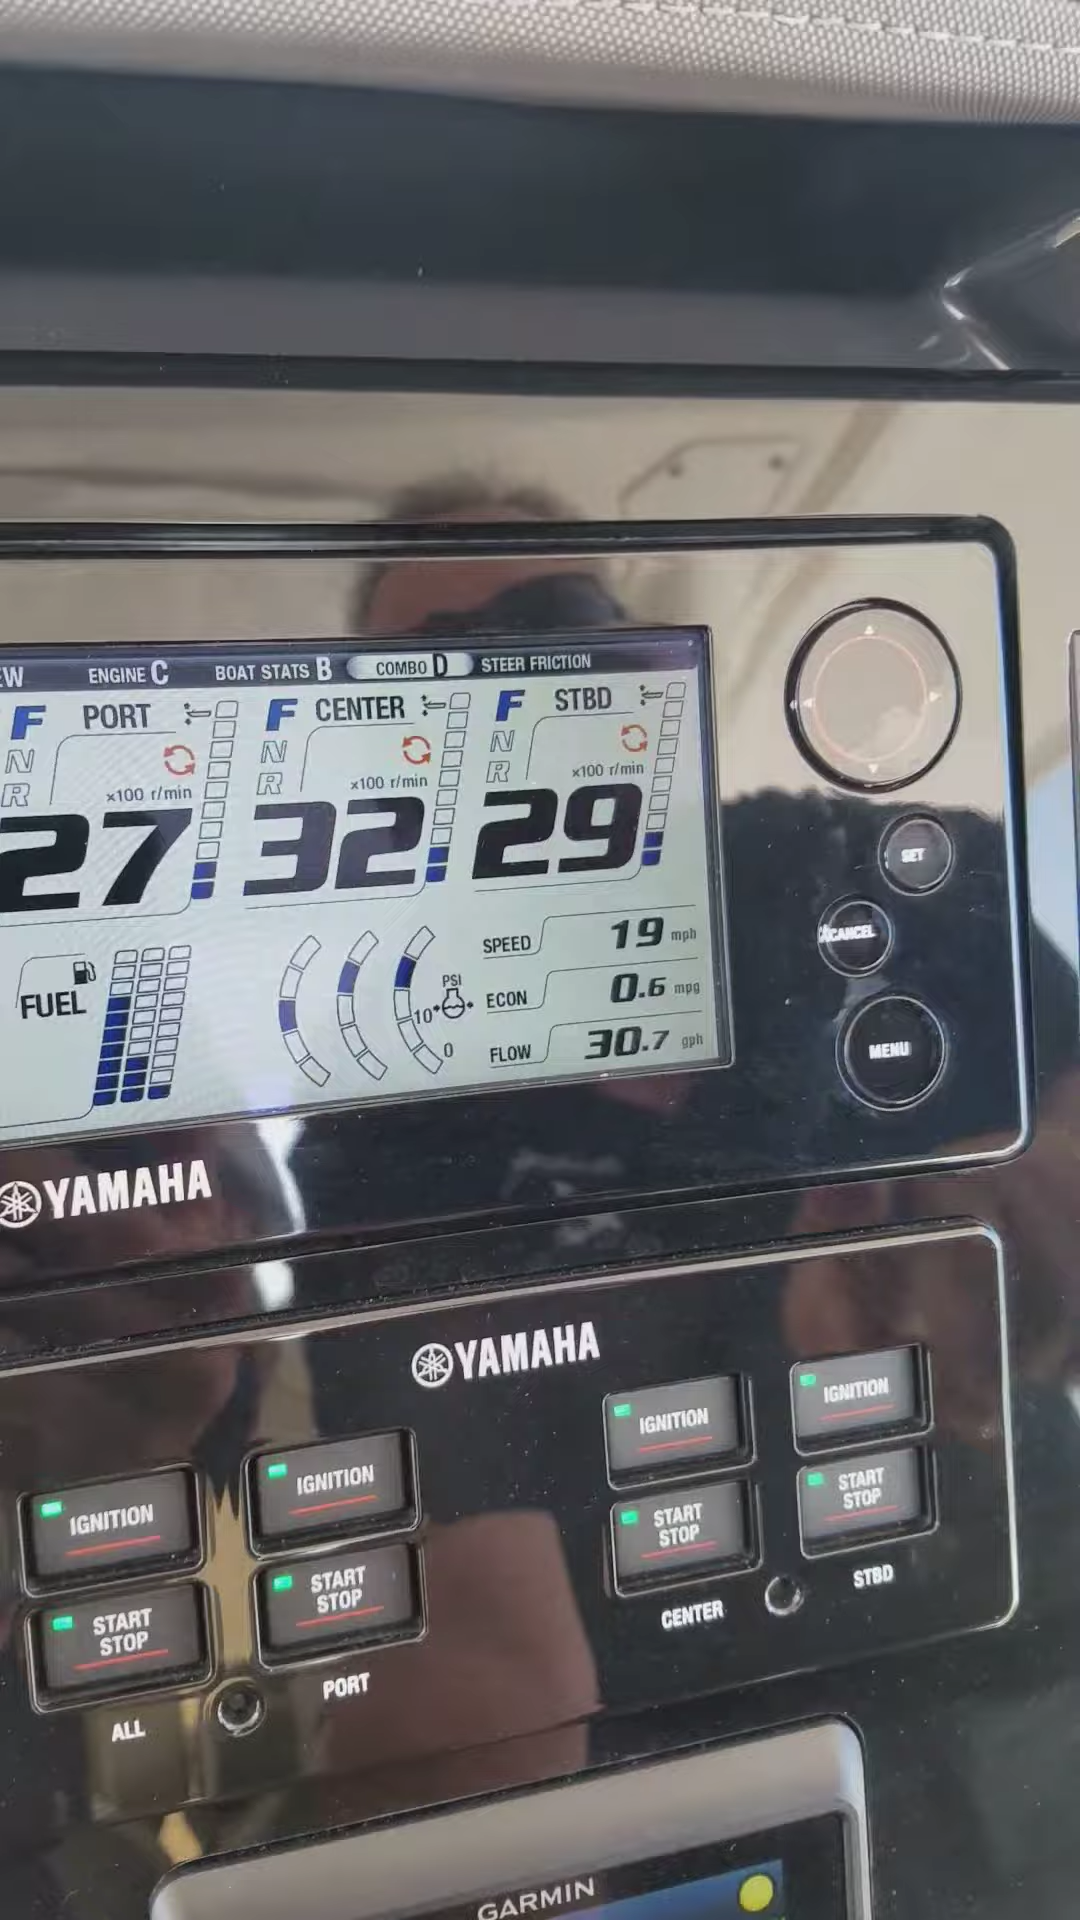 EW ENGINE C BOAT STATS B COMBO D STEER FRICTION
F PORT F CENTER F STBD
N N N
R R R
x100 r/min x100 r/min x100 r/min
27 32 29
FUEL
PSI
10
0
SPEED 19 mph
ECON 0.6 mpg
FLOW 30.7 gph
SET
CANCEL
MENU
YAMAHA
YAMAHA
IGNITION IGNITION IGNITION IGNITION
START STOP START STOP START STOP START STOP
ALL PORT CENTER STBD
GARMIN